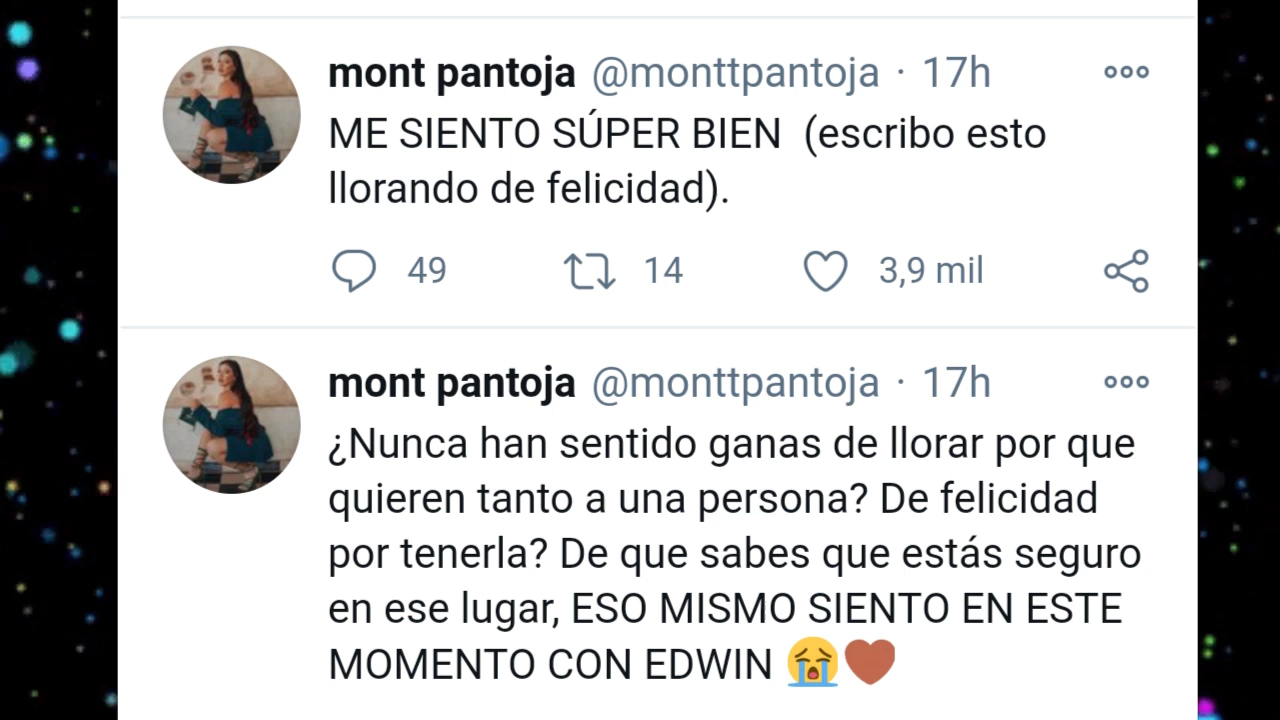 mont pantoja @monttpantoja · 17h
ME SIENTO SÚPER BIEN (escribo esto
llorando de felicidad).
49 14 3,9 mil
mont pantoja @monttpantoja · 17h
¿Nunca han sentido ganas de llorar por que
quieren tanto a una persona? De felicidad
por tenerla? De que sabes que estás seguro
en ese lugar, ESO MISMO SIENTO EN ESTE
MOMENTO CON EDWIN 😭♥️